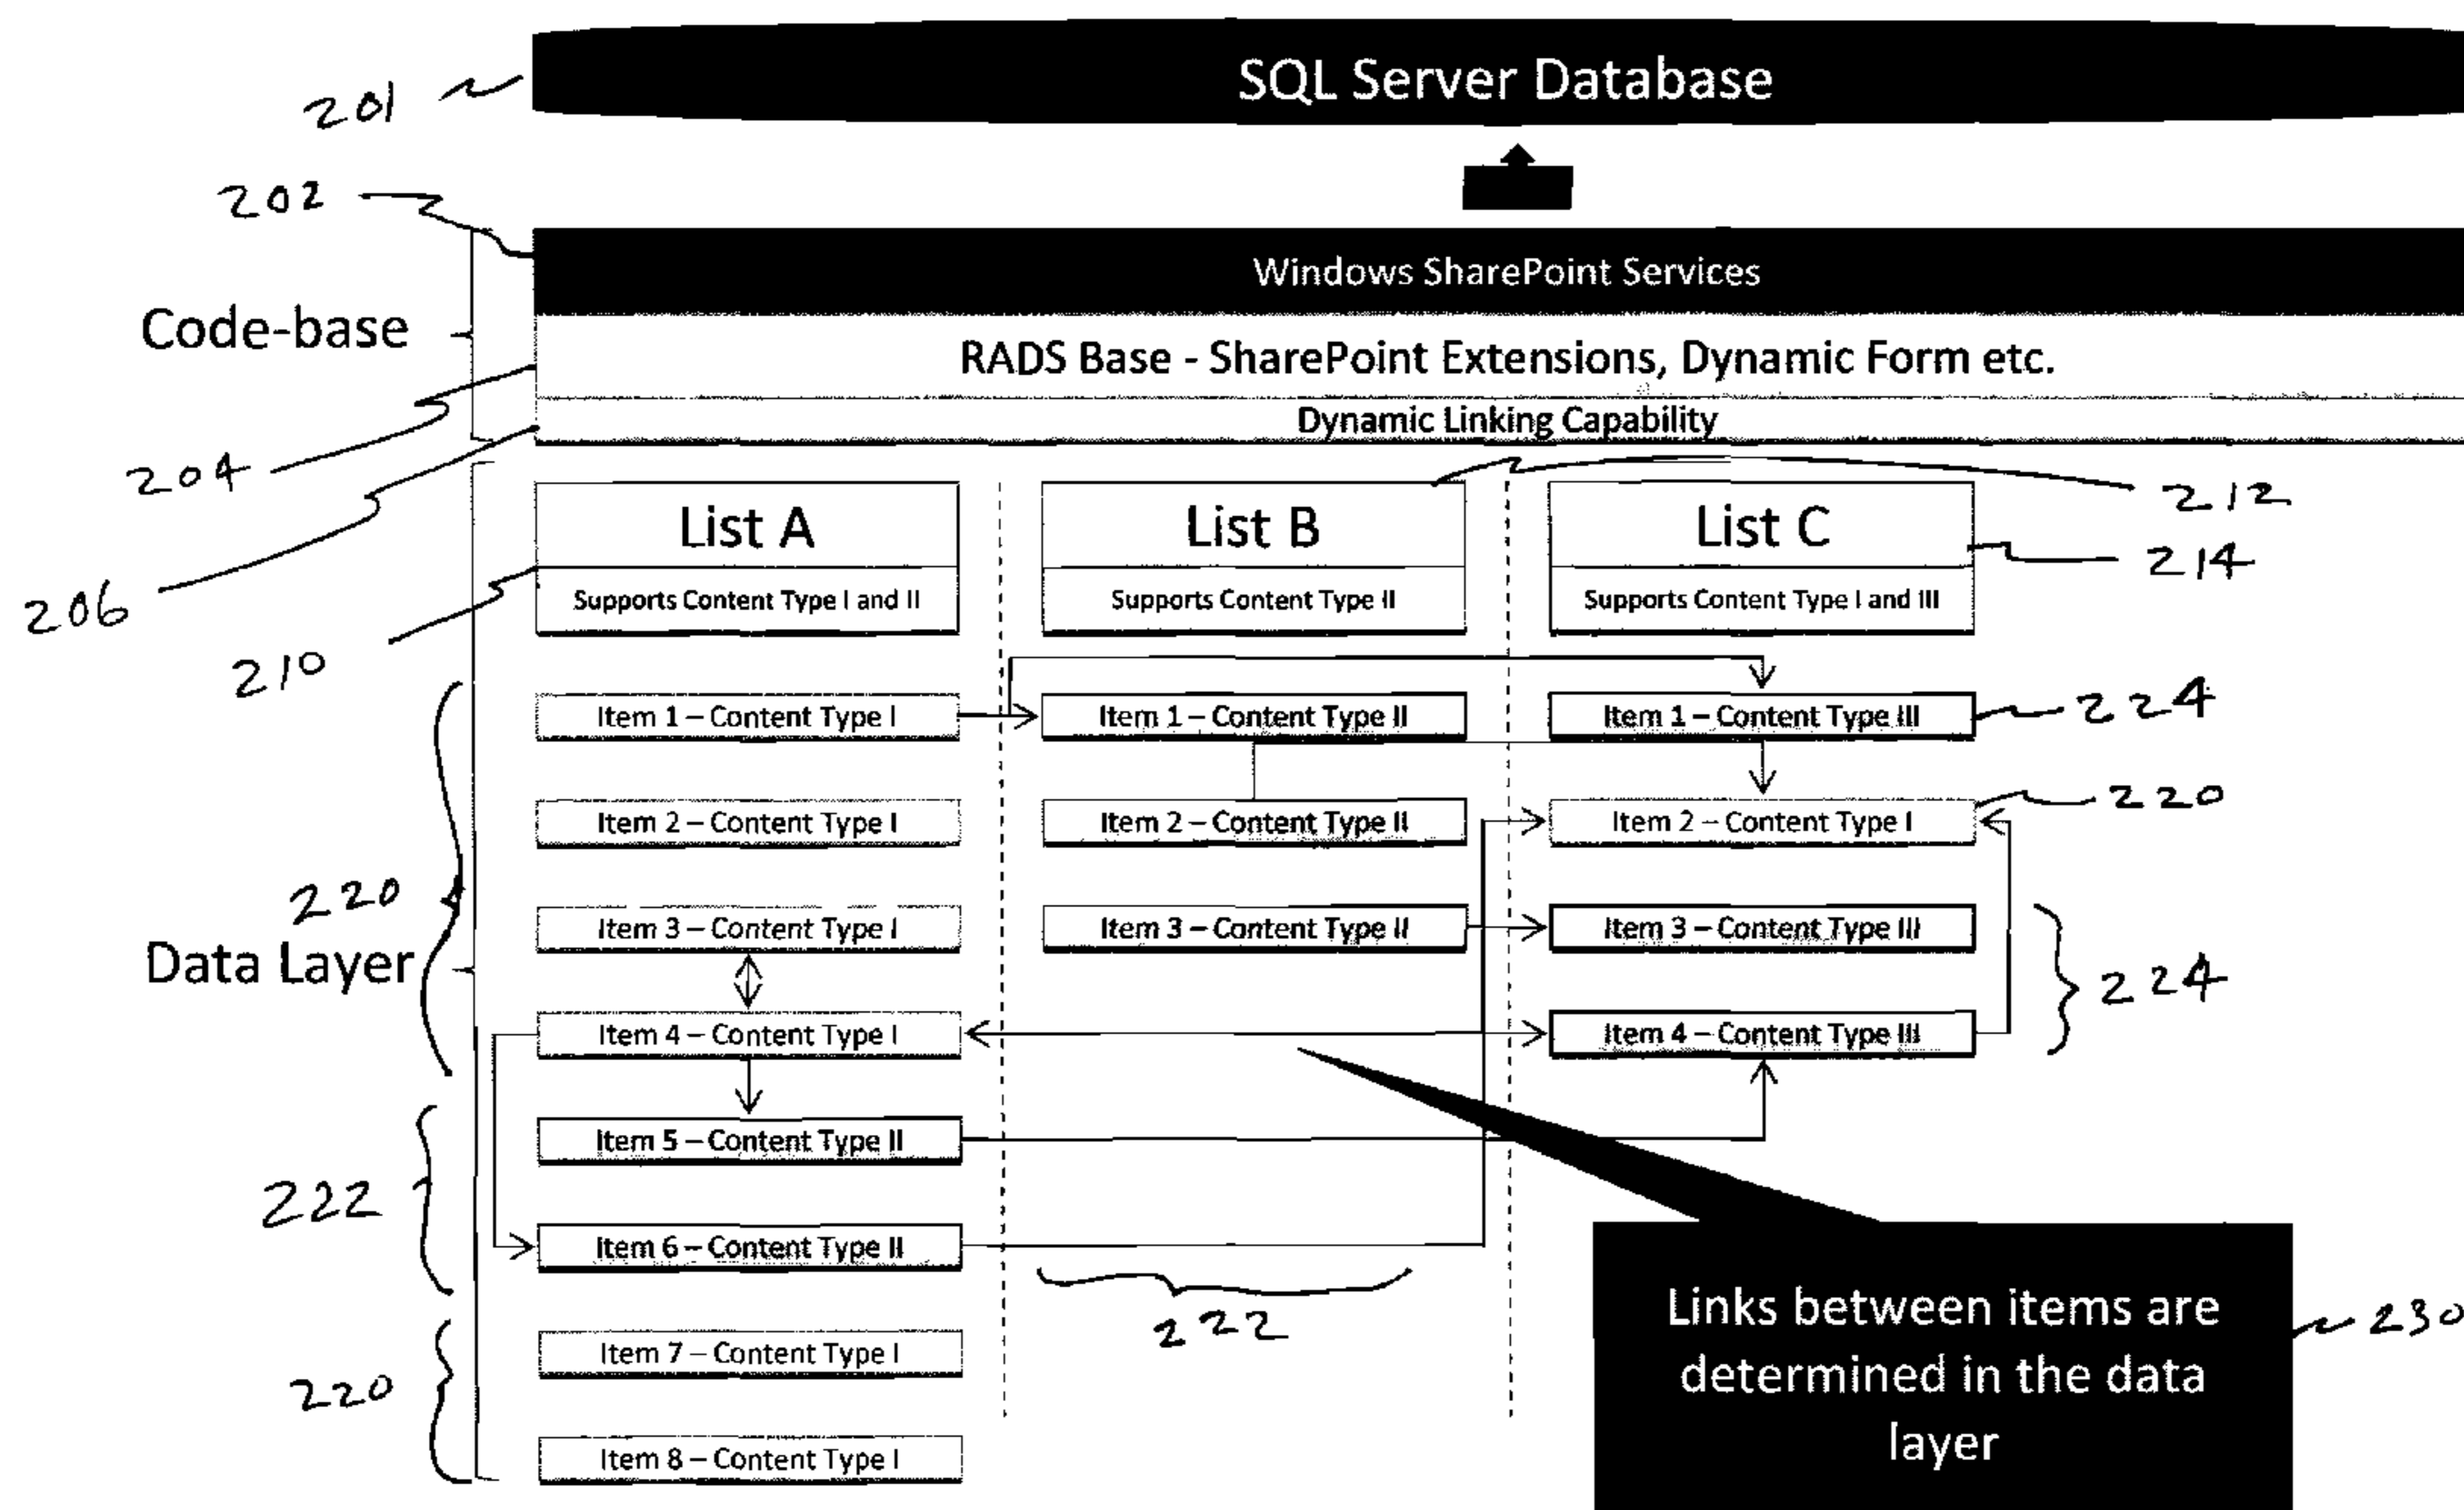 SQL Server Database
201
202
Windows SharePoint Services
Code-base
RADS Base - SharePoint Extensions, Dynamic Form etc.
Dynamic Linking Capability
204
206
210
List A
List B
List C
212
214
Supports Content Type I and II
Supports Content Type II
Supports Content Type I and III
Item 1 – Content Type I
Item 1 – Content Type II
Item 1 – Content Type III
224
Item 2 – Content Type I
Item 2 – Content Type II
Item 2 – Content Type I
220
220
Item 3 – Content Type I
Item 3 – Content Type II
Item 3 – Content Type III
Data Layer
224
Item 4 – Content Type I
Item 4 – Content Type III
Item 5 – Content Type II
222
Item 6 – Content Type II
222
Item 7 – Content Type I
220
Item 8 – Content Type I
Links between items are
determined in the data
layer
230